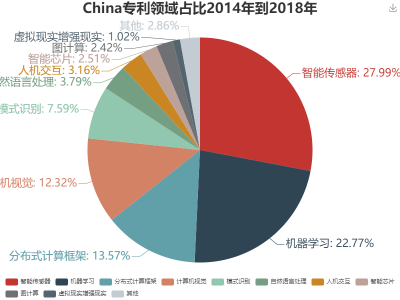 China专利领域占比2014年到2018年
其他: 2.86%
虚拟现实增强现实: 1.02%
图计算: 2.42%
智能芯片: 2.51%
人机交互: 3.16%
然语言处理: 3.79%
模式识别: 7.59%
机视觉: 12.32%
分布式计算框架: 13.57%
智能传感器: 27.99%
机器学习: 22.77%
智能传感器 机器学习 分布式计算框架 计算机视觉 模式识别 自然语言处理 人机交互 智能芯片
图计算 虚拟现实增强现实 其他